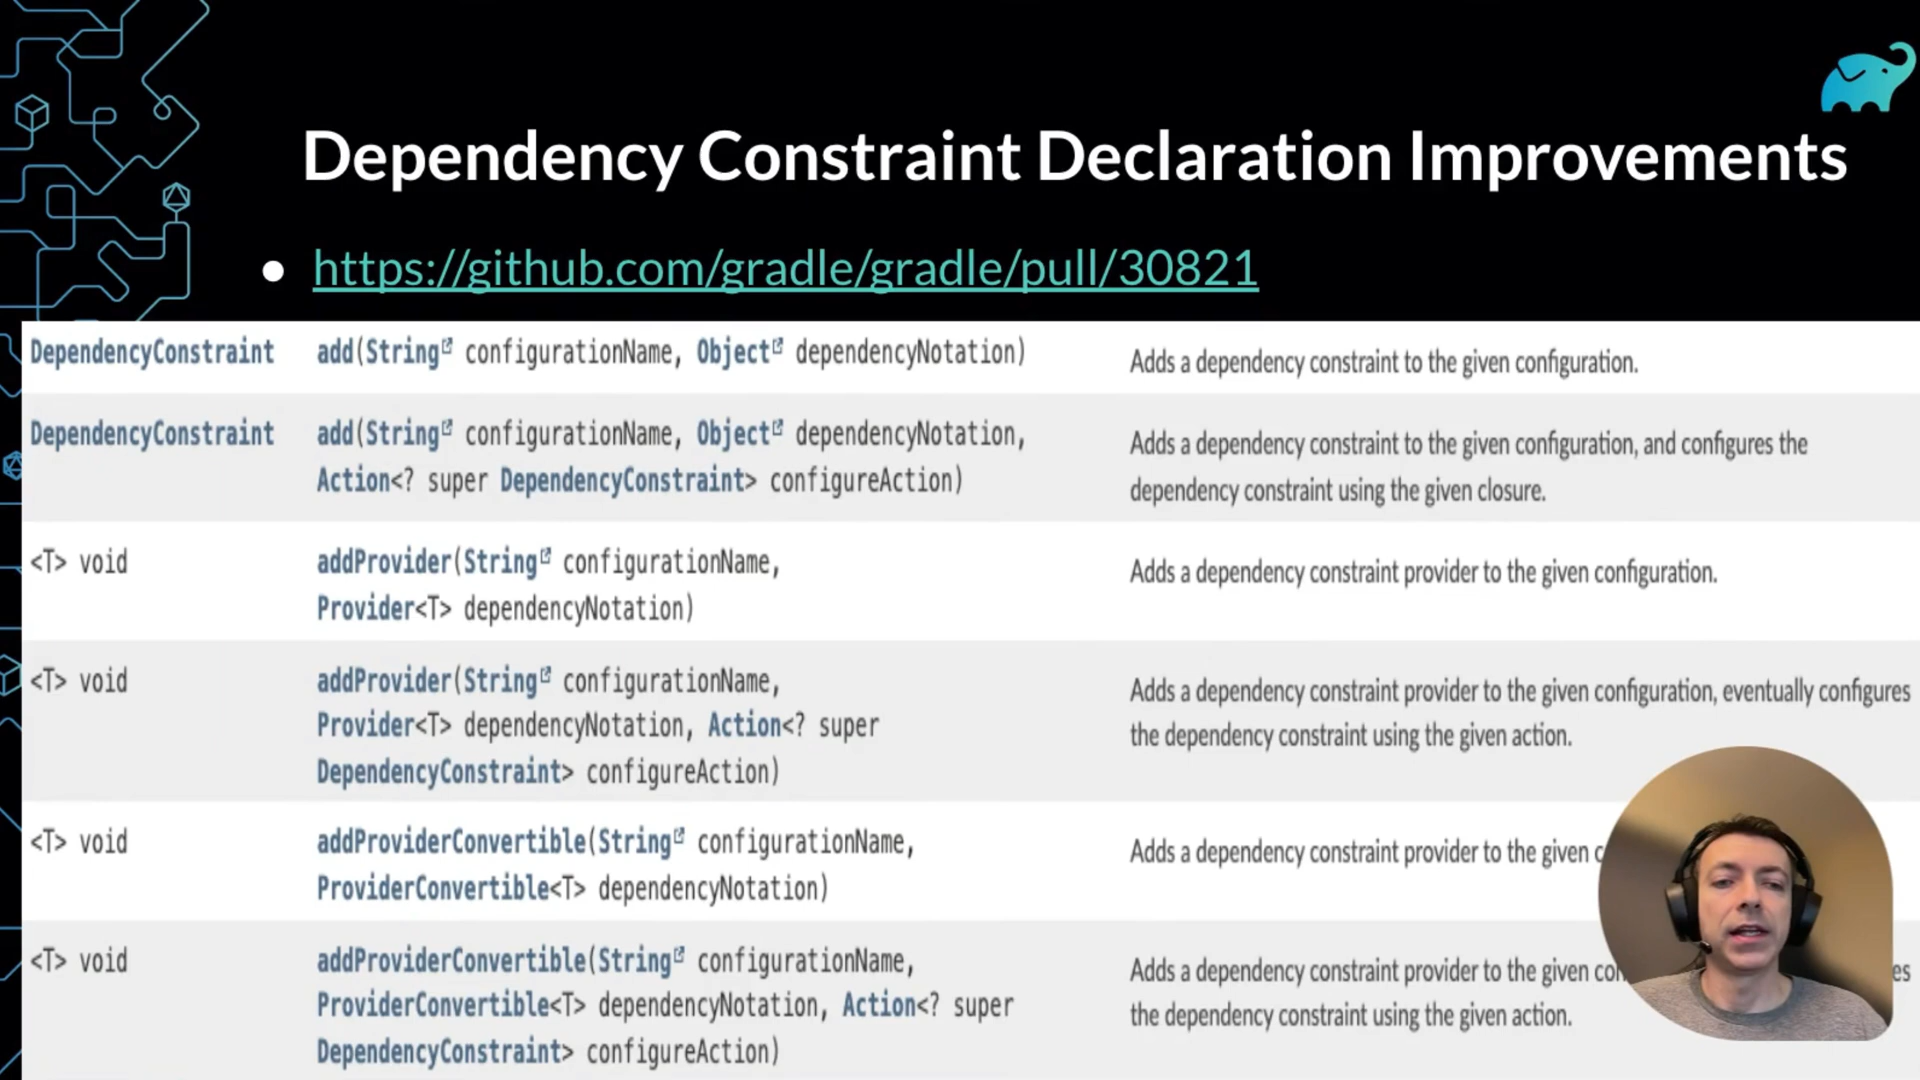 Dependency Constraint Declaration Improvements
• https://github.com/gradle/gradle/pull/30821
DependencyConstraint add(String configurationName, Object dependencyNotation) Adds a dependency constraint to the given configuration.
DependencyConstraint add(String configurationName, Object dependencyNotation, Adds a dependency constraint to the given configuration, and configures the
Action<? super DependencyConstraint> configureAction) dependency constraint using the given closure.
<T> void addProvider(String configurationName, Adds a dependency constraint provider to the given configuration.
Provider<T> dependencyNotation)
<T> void addProvider(String configurationName, Adds a dependency constraint provider to the given configuration, eventually configures
Provider<T> dependencyNotation, Action<? super the dependency constraint using the given action.
DependencyConstraint> configureAction)
<T> void addProviderConvertible(String configurationName, Adds a dependency constraint provider to the given
ProviderConvertible<T> dependencyNotation)
<T> void addProviderConvertible(String configurationName, Adds a dependency constraint provider to the given
ProviderConvertible<T> dependencyNotation, Action<? super the dependency constraint using the given action.
DependencyConstraint> configureAction)